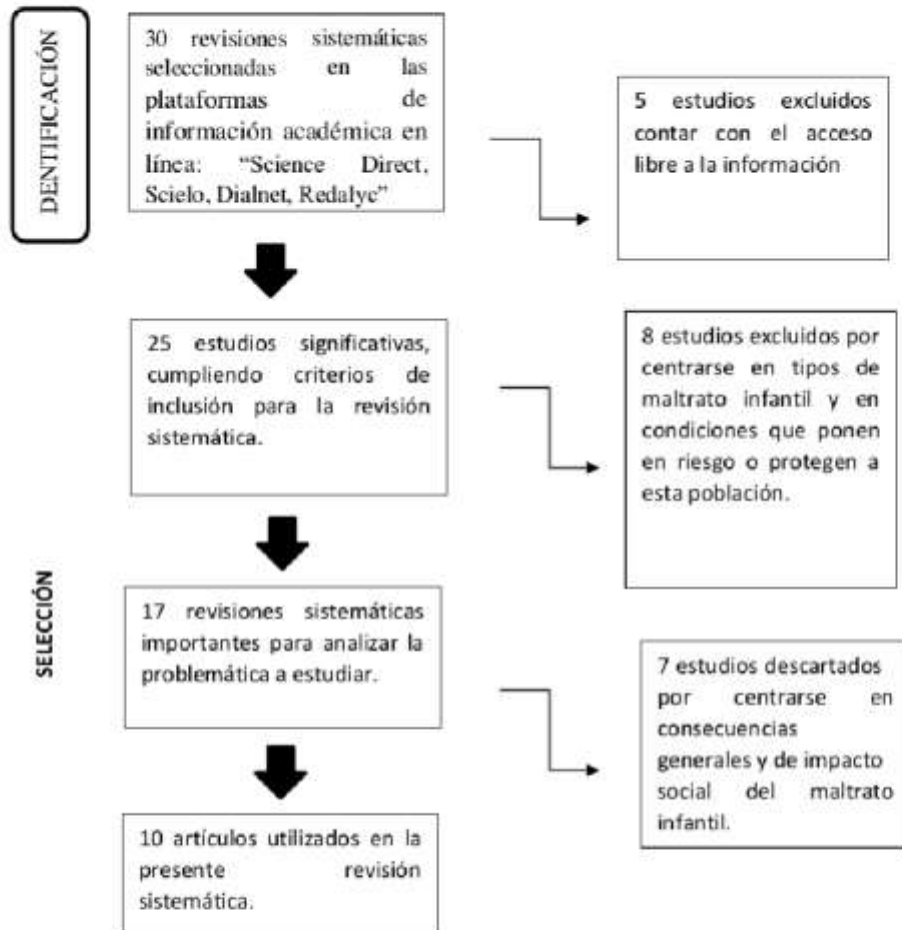 DENTIFICACIÓN
30 revisiones sistemáticas
seleccionadas en las
plataformas de
información académica en
línea: “Science Direct,
Scielo, Dialnet, Redalyc”
5 estudios excluidos
contar con el acceso
libre a la información
25 estudios significativas,
cumpliendo criterios de
inclusión para la revisión
sistemática.
8 estudios excluidos por
centrarse en tipos de
maltrato infantil y en
condiciones que ponen
en riesgo o protegen a
esta población.
SELECCIÓN
17 revisiones sistemáticas
importantes para analizar la
problemática a estudiar.
7 estudios descartados
por centrarse en
consecuencias
generales y de impacto
social del maltrato
infantil.
10 artículos utilizados en la
presente revisión
sistemática.